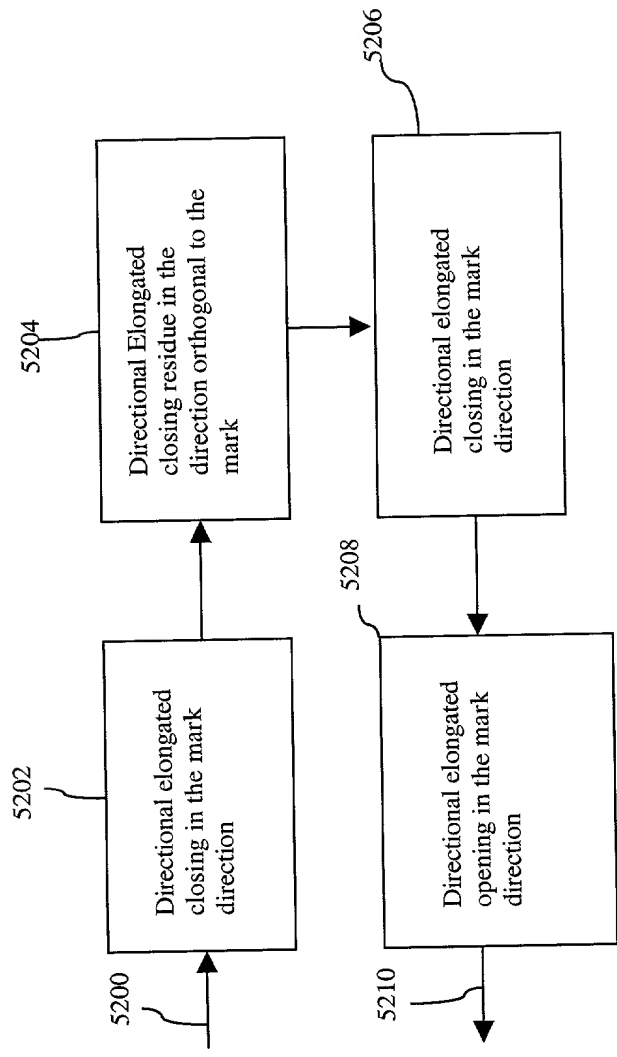 5200
5202
Directional elongated
closing in the mark
direction
5204
Directional Elongated
closing residue in the
direction orthogonal to the
mark
5206
Directional elongated
closing in the mark
direction
5208
Directional elongated
opening in the mark
direction
5210